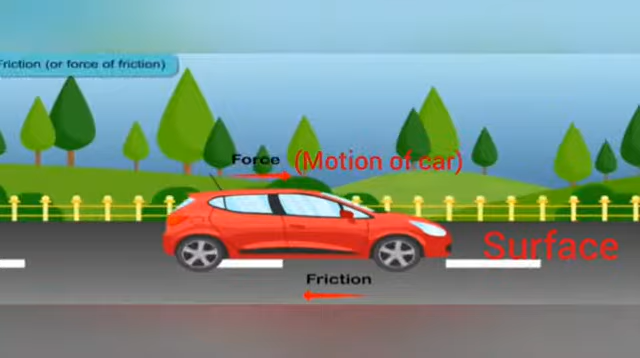 Friction (or force of friction)
Force (Motion of car)
Surface
Friction